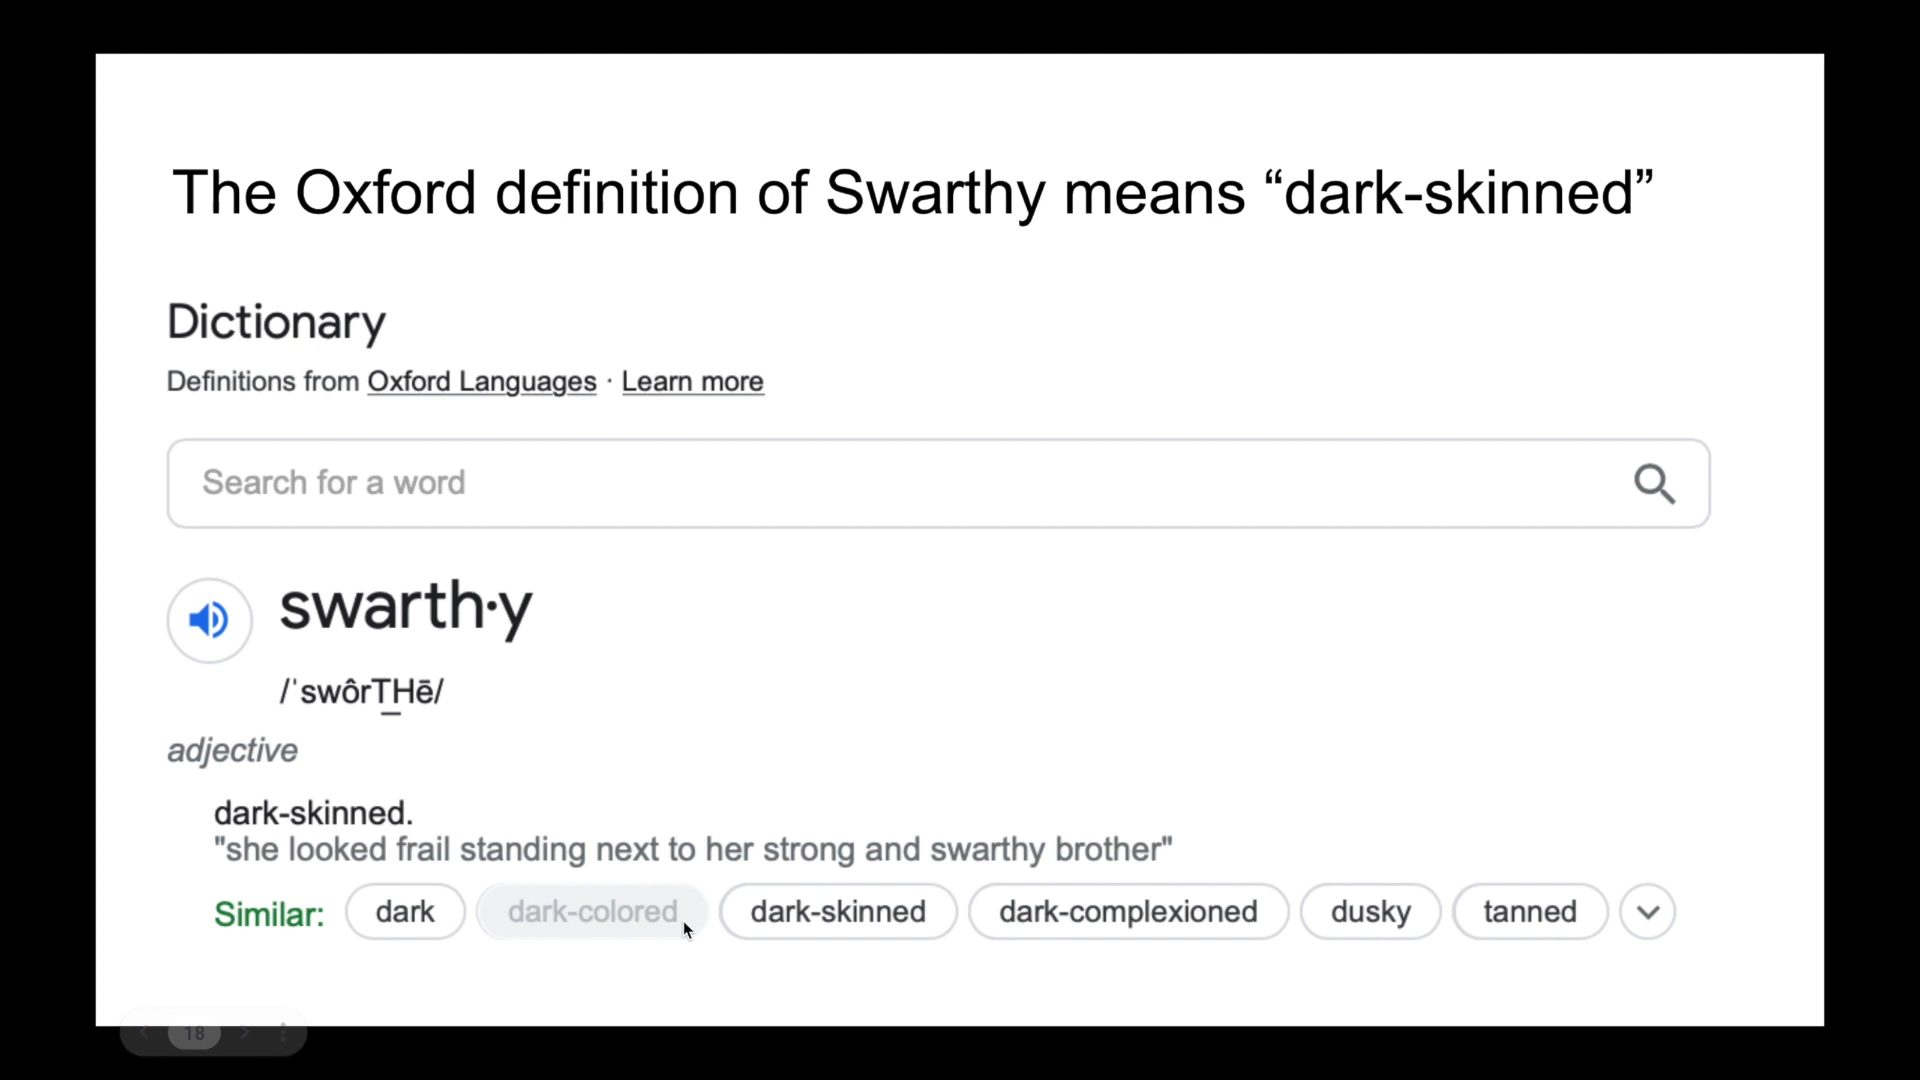 The Oxford definition of Swarthy means “dark-skinned”
Dictionary
Definitions from Oxford Languages · Learn more
Search for a word
swarth·y
/ˈswôrT͟Hē/
adjective
dark-skinned.
"she looked frail standing next to her strong and swarthy brother"
Similar: dark dark-colored dark-skinned dark-complexioned dusky tanned
18